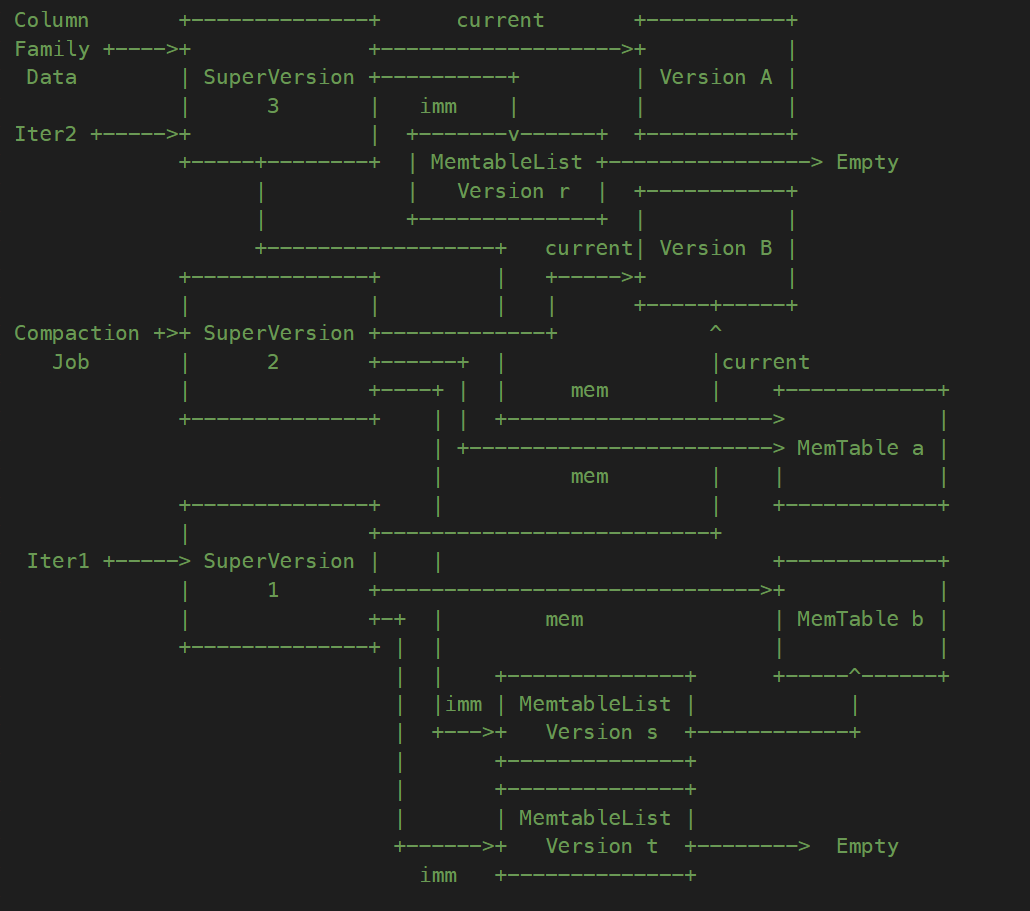 Column +--------------+ current +-----------+
Family +---->+ +------------------->+ |
Data | SuperVersion +----------+ | Version A |
| 3 | imm | | |
Iter2 +----->+ | +-------v------+ +-----------+
+-----+--------+ | MemtableList +----------------> Empty
| | Version r | +-----------+
| +--------------+ | |
+------------------+ current| Version B |
+--------------+ | +----->+ |
| | | | +-----+-----+
Compaction +>+ SuperVersion +-------------+ ^
Job | 2 +------+ | |current
| +----+ | | mem | +------------+
+--------------+ | | +---------------------> |
| +------------------------> MemTable a |
| mem | | |
+--------------+ | | +------------+
| +---------------------------+
Iter1 +-----> SuperVersion | | +------------+
| 1 +------------------------------>+ |
| +-+ | mem | MemTable b |
+--------------+ | | | |
| | +--------------+ +-----^------+
| |imm | MemtableList | |
| +--->+ Version s +------------+
| +--------------+
| +--------------+
| | MemtableList |
+------>+ Version t +--------> Empty
imm +--------------+